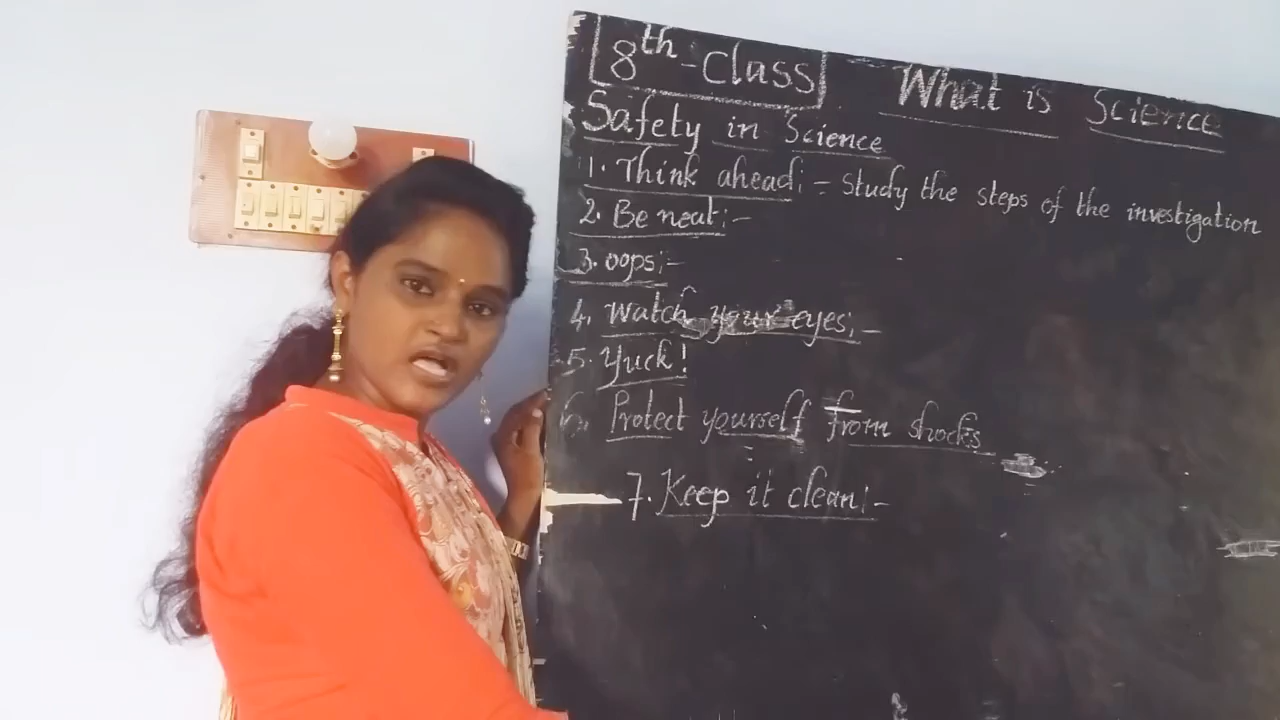 8th-Class
What is Science
Safety in Science
1. Think ahead; - Study the steps of the investigation
2. Be neat;-
3. oops;-
4. Watch your eyes;-
5. Yuck!
6. Protect yourself from shocks
7. Keep it clean;-